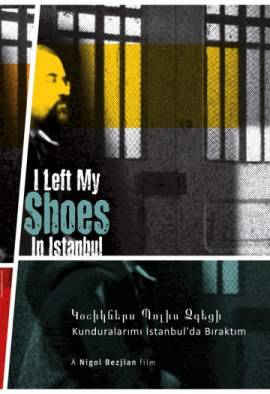 I Left My
Shoes
In Istanbul
Կօշիկներս Պոլիս Ձգեցի
Kunduralarımı İstanbul'da Bıraktım
A Nigol Bezjian film